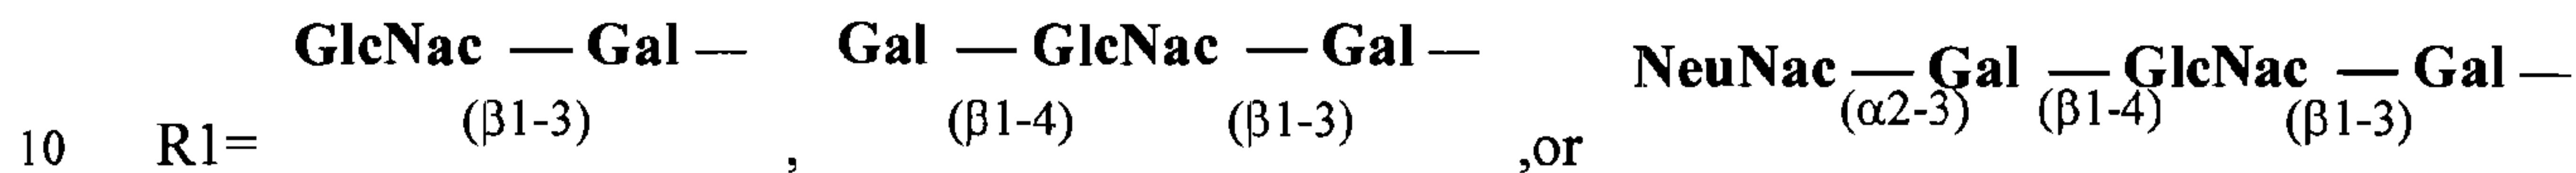 GlcNac — Gal — Gal — GlcNac — Gal — NeuNac — Gal — GlcNac — Gal —
10 R1= (β1-3) , (β1-4) (β1-3) ,or (α2-3) (β1-4) (β1-3)